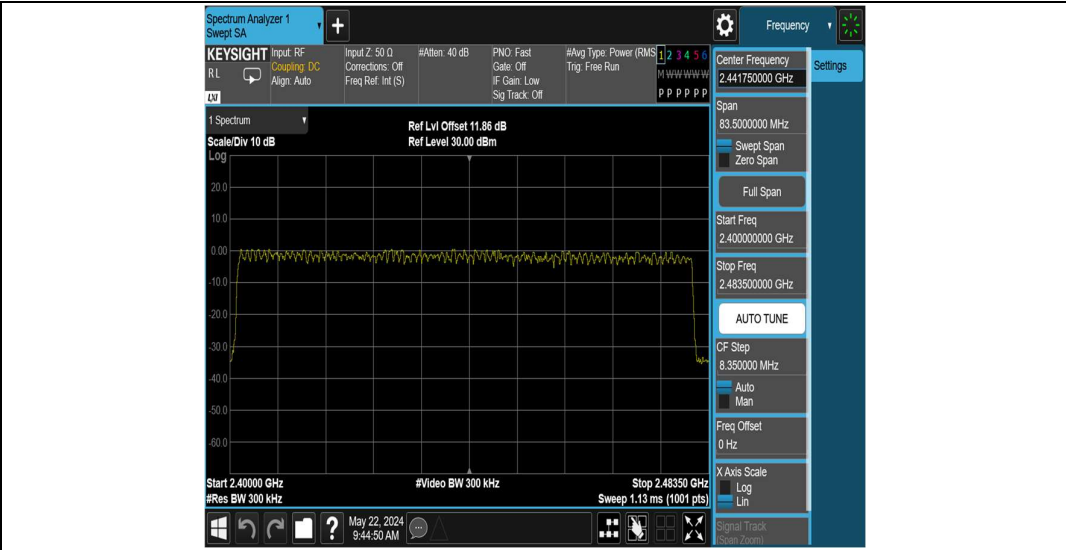 Spectrum Analyzer 1
Swept SA
Frequency
KEYSIGHT
R L
LXI
Input: RF
Coupling: DC
Align: Auto
Input Z: 50 Ω
Corrections: Off
Freq Ref: Int (S)
#Atten: 40 dB
PNO: Fast
Gate: Off
IF Gain: Low
Sig Track: Off
#Avg Type: Power (RMS
Trig: Free Run
1 2 3 4 5 6
M W W W W W
P P P P P P
1 Spectrum
Scale/Div 10 dB
Ref Lvl Offset 11.86 dB
Ref Level 30.00 dBm
Log
20.0
10.0
0.00
-10.0
-20.0
-30.0
-40.0
-50.0
-60.0
Start 2.40000 GHz
#Res BW 300 kHz
#Video BW 300 kHz
Stop 2.48350 GHz
Sweep 1.13 ms (1001 pts)
May 22, 2024
9:44:50 AM
?
Center Frequency
2.441750000 GHz
Settings
Span
83.5000000 MHz
Swept Span
Zero Span
Full Span
Start Freq
2.400000000 GHz
Stop Freq
2.483500000 GHz
AUTO TUNE
CF Step
8.350000 MHz
Auto
Man
Freq Offset
0 Hz
X Axis Scale
Log
Lin
Signal Track
(Span Zoom)